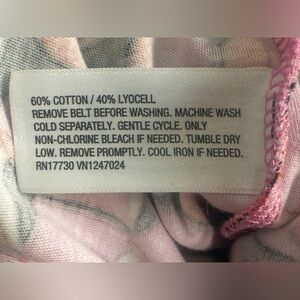 60% COTTON / 40% LYOCELL
REMOVE BELT BEFORE WASHING. MACHINE WASH
COLD SEPARATELY. GENTLE CYCLE. ONLY
NON-CHLORINE BLEACH IF NEEDED. TUMBLE DRY
LOW. REMOVE PROMPTLY. COOL IRON IF NEEDED.
RN17730 VN1247024